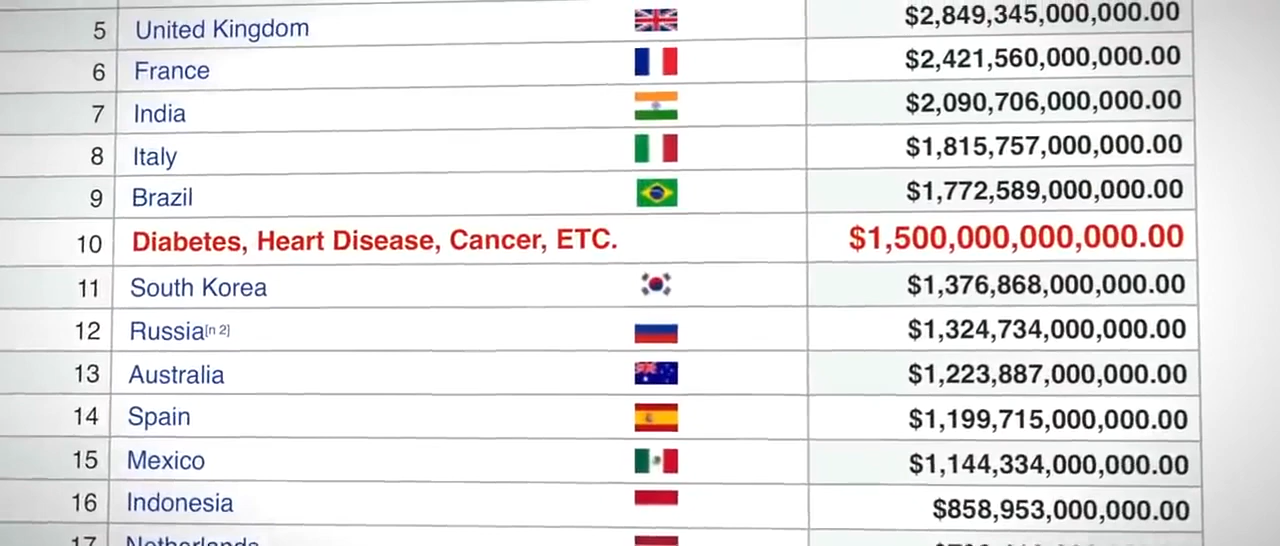 5 United Kingdom $2,849,345,000,000.00
6 France $2,421,560,000,000.00
7 India $2,090,706,000,000.00
8 Italy $1,815,757,000,000.00
9 Brazil $1,772,589,000,000.00
10 Diabetes, Heart Disease, Cancer, ETC. $1,500,000,000,000.00
11 South Korea $1,376,868,000,000.00
12 Russia[n 2] $1,324,734,000,000.00
13 Australia $1,223,887,000,000.00
14 Spain $1,199,715,000,000.00
15 Mexico $1,144,334,000,000.00
16 Indonesia $858,953,000,000.00
17 Netherlands